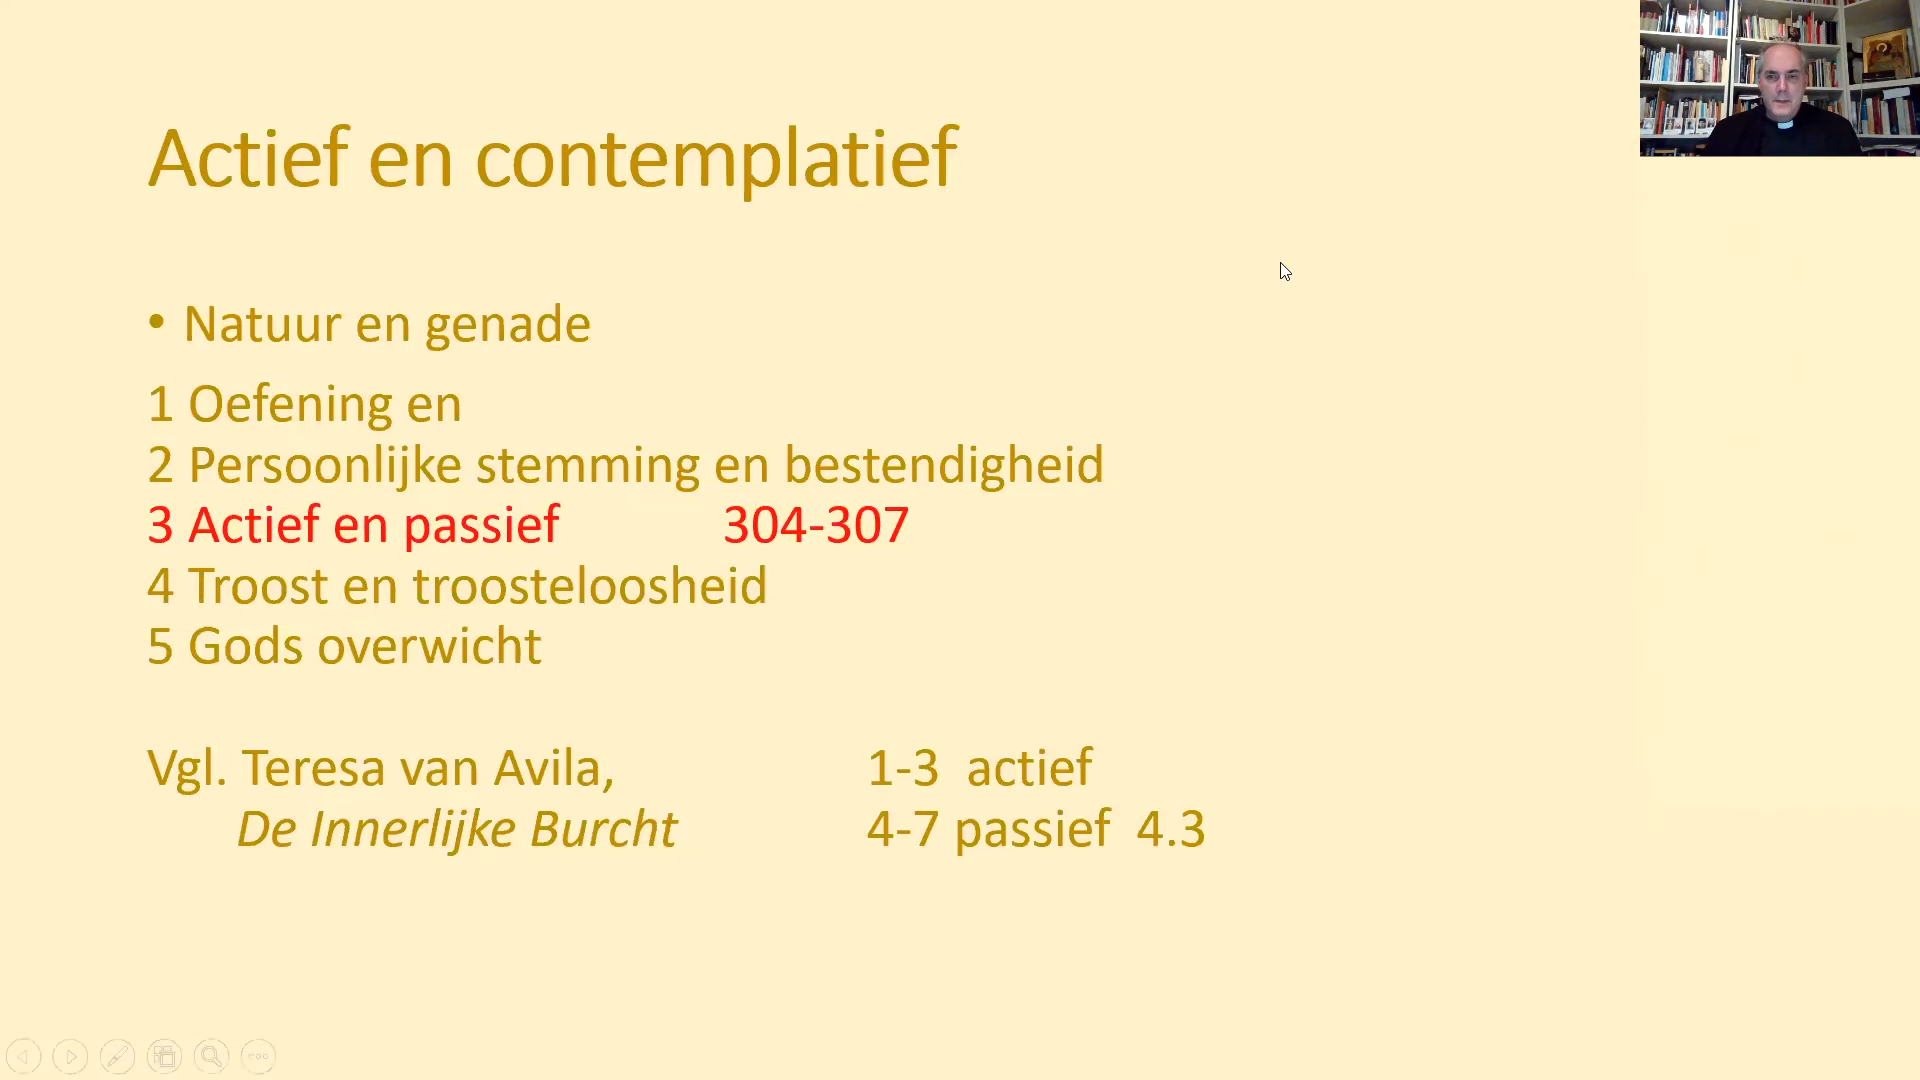 Actief en contemplatief
• Natuur en genade
1 Oefening en
2 Persoonlijke stemming en bestendigheid
3 Actief en passief 304-307
4 Troost en troosteloosheid
5 Gods overwicht
Vgl. Teresa van Avila, 1-3 actief
De Innerlijke Burcht 4-7 passief 4.3